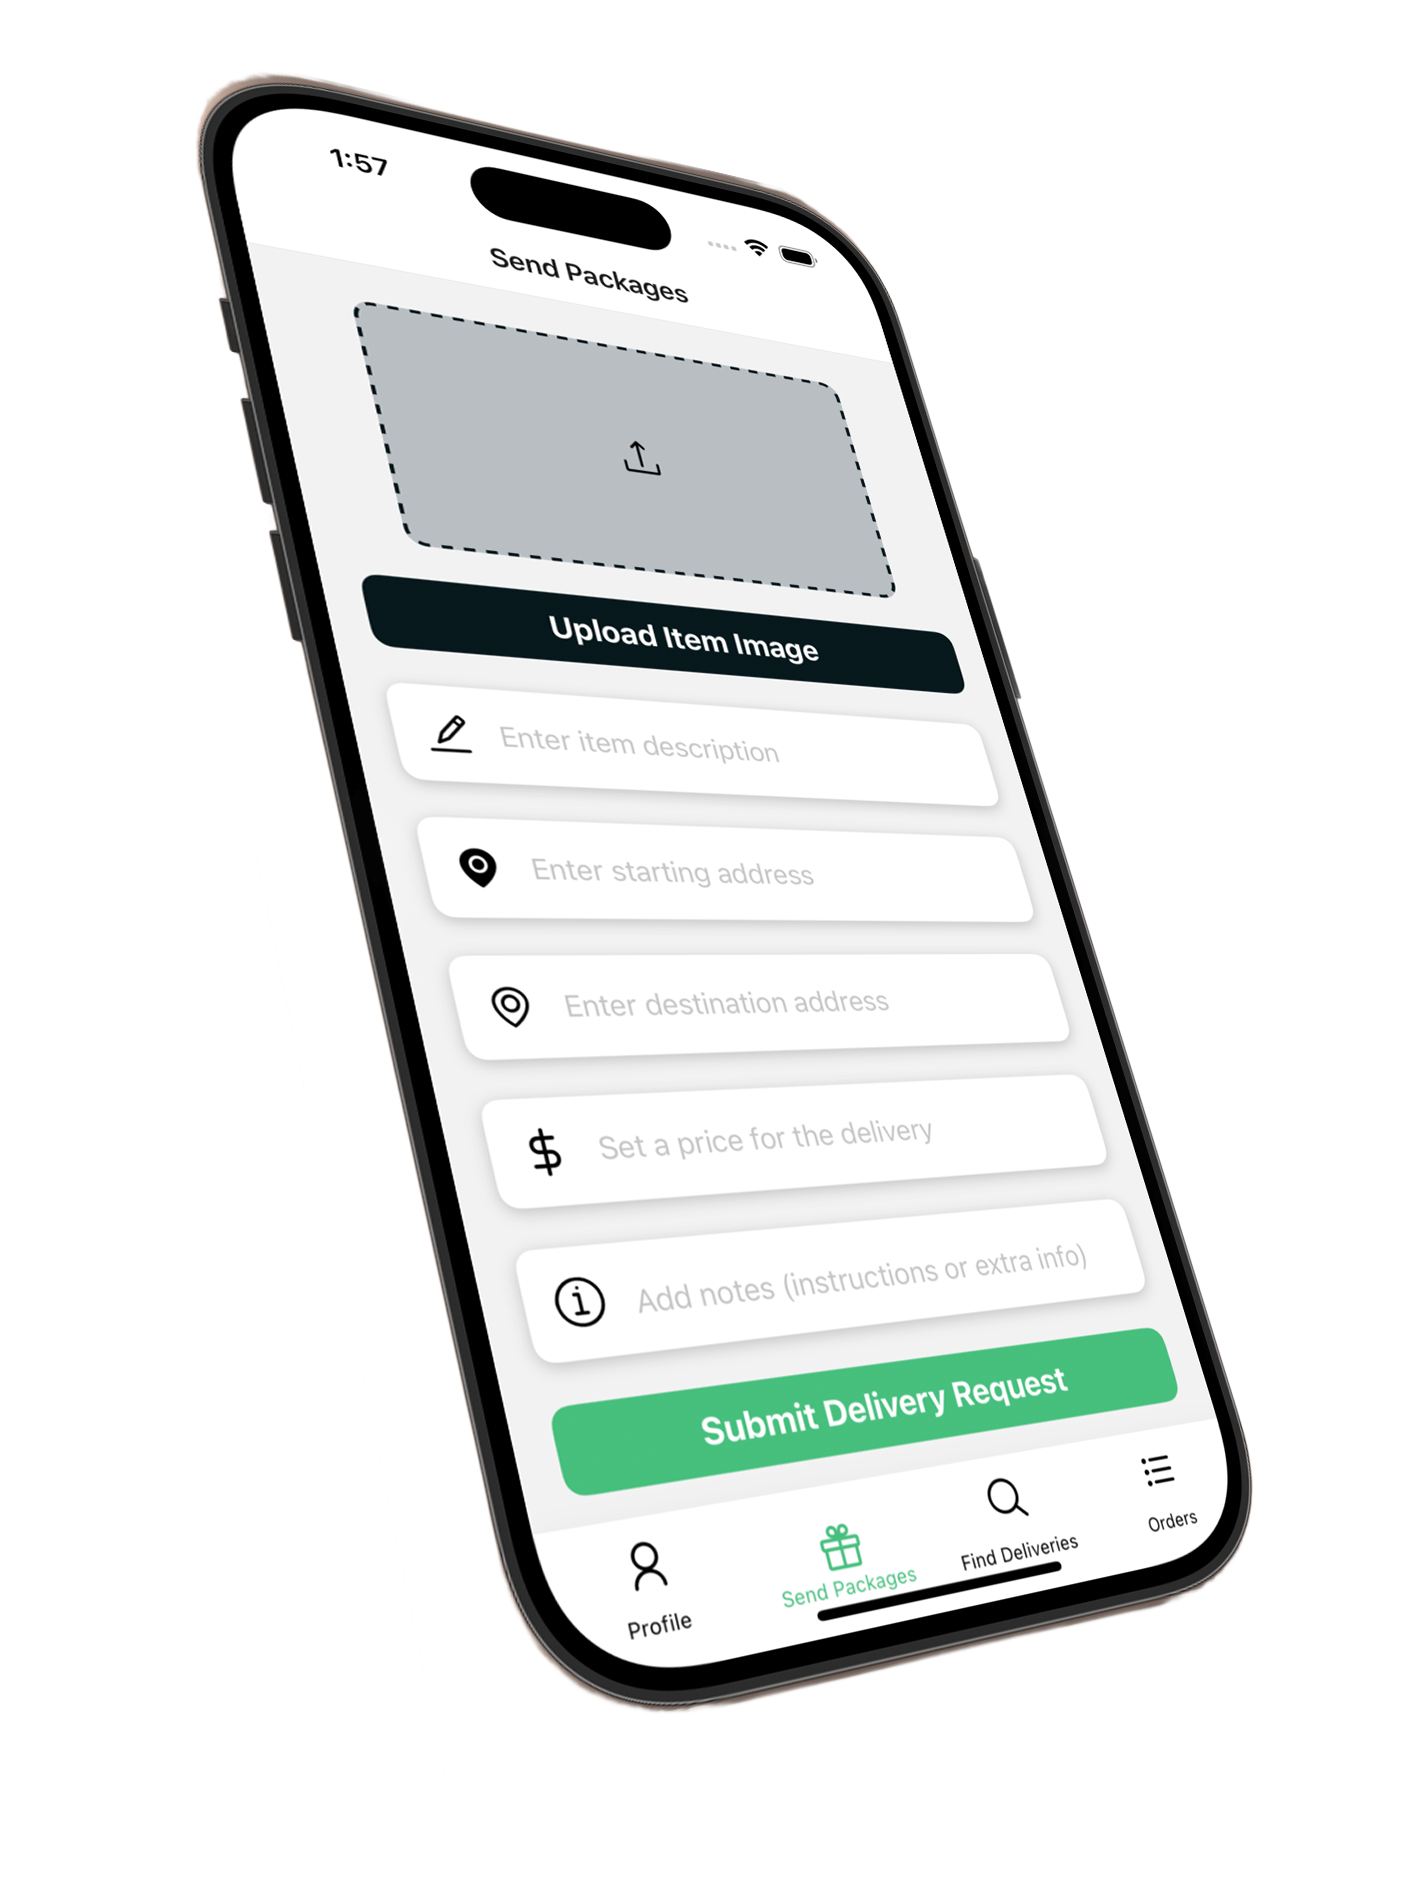 1:57
Send Packages
Upload Item Image
Enter item description
Enter starting address
Enter destination address
$ Set a price for the delivery
Add notes (instructions or extra info)
Submit Delivery Request
Profile
Send Packages
Find Deliveries
Orders